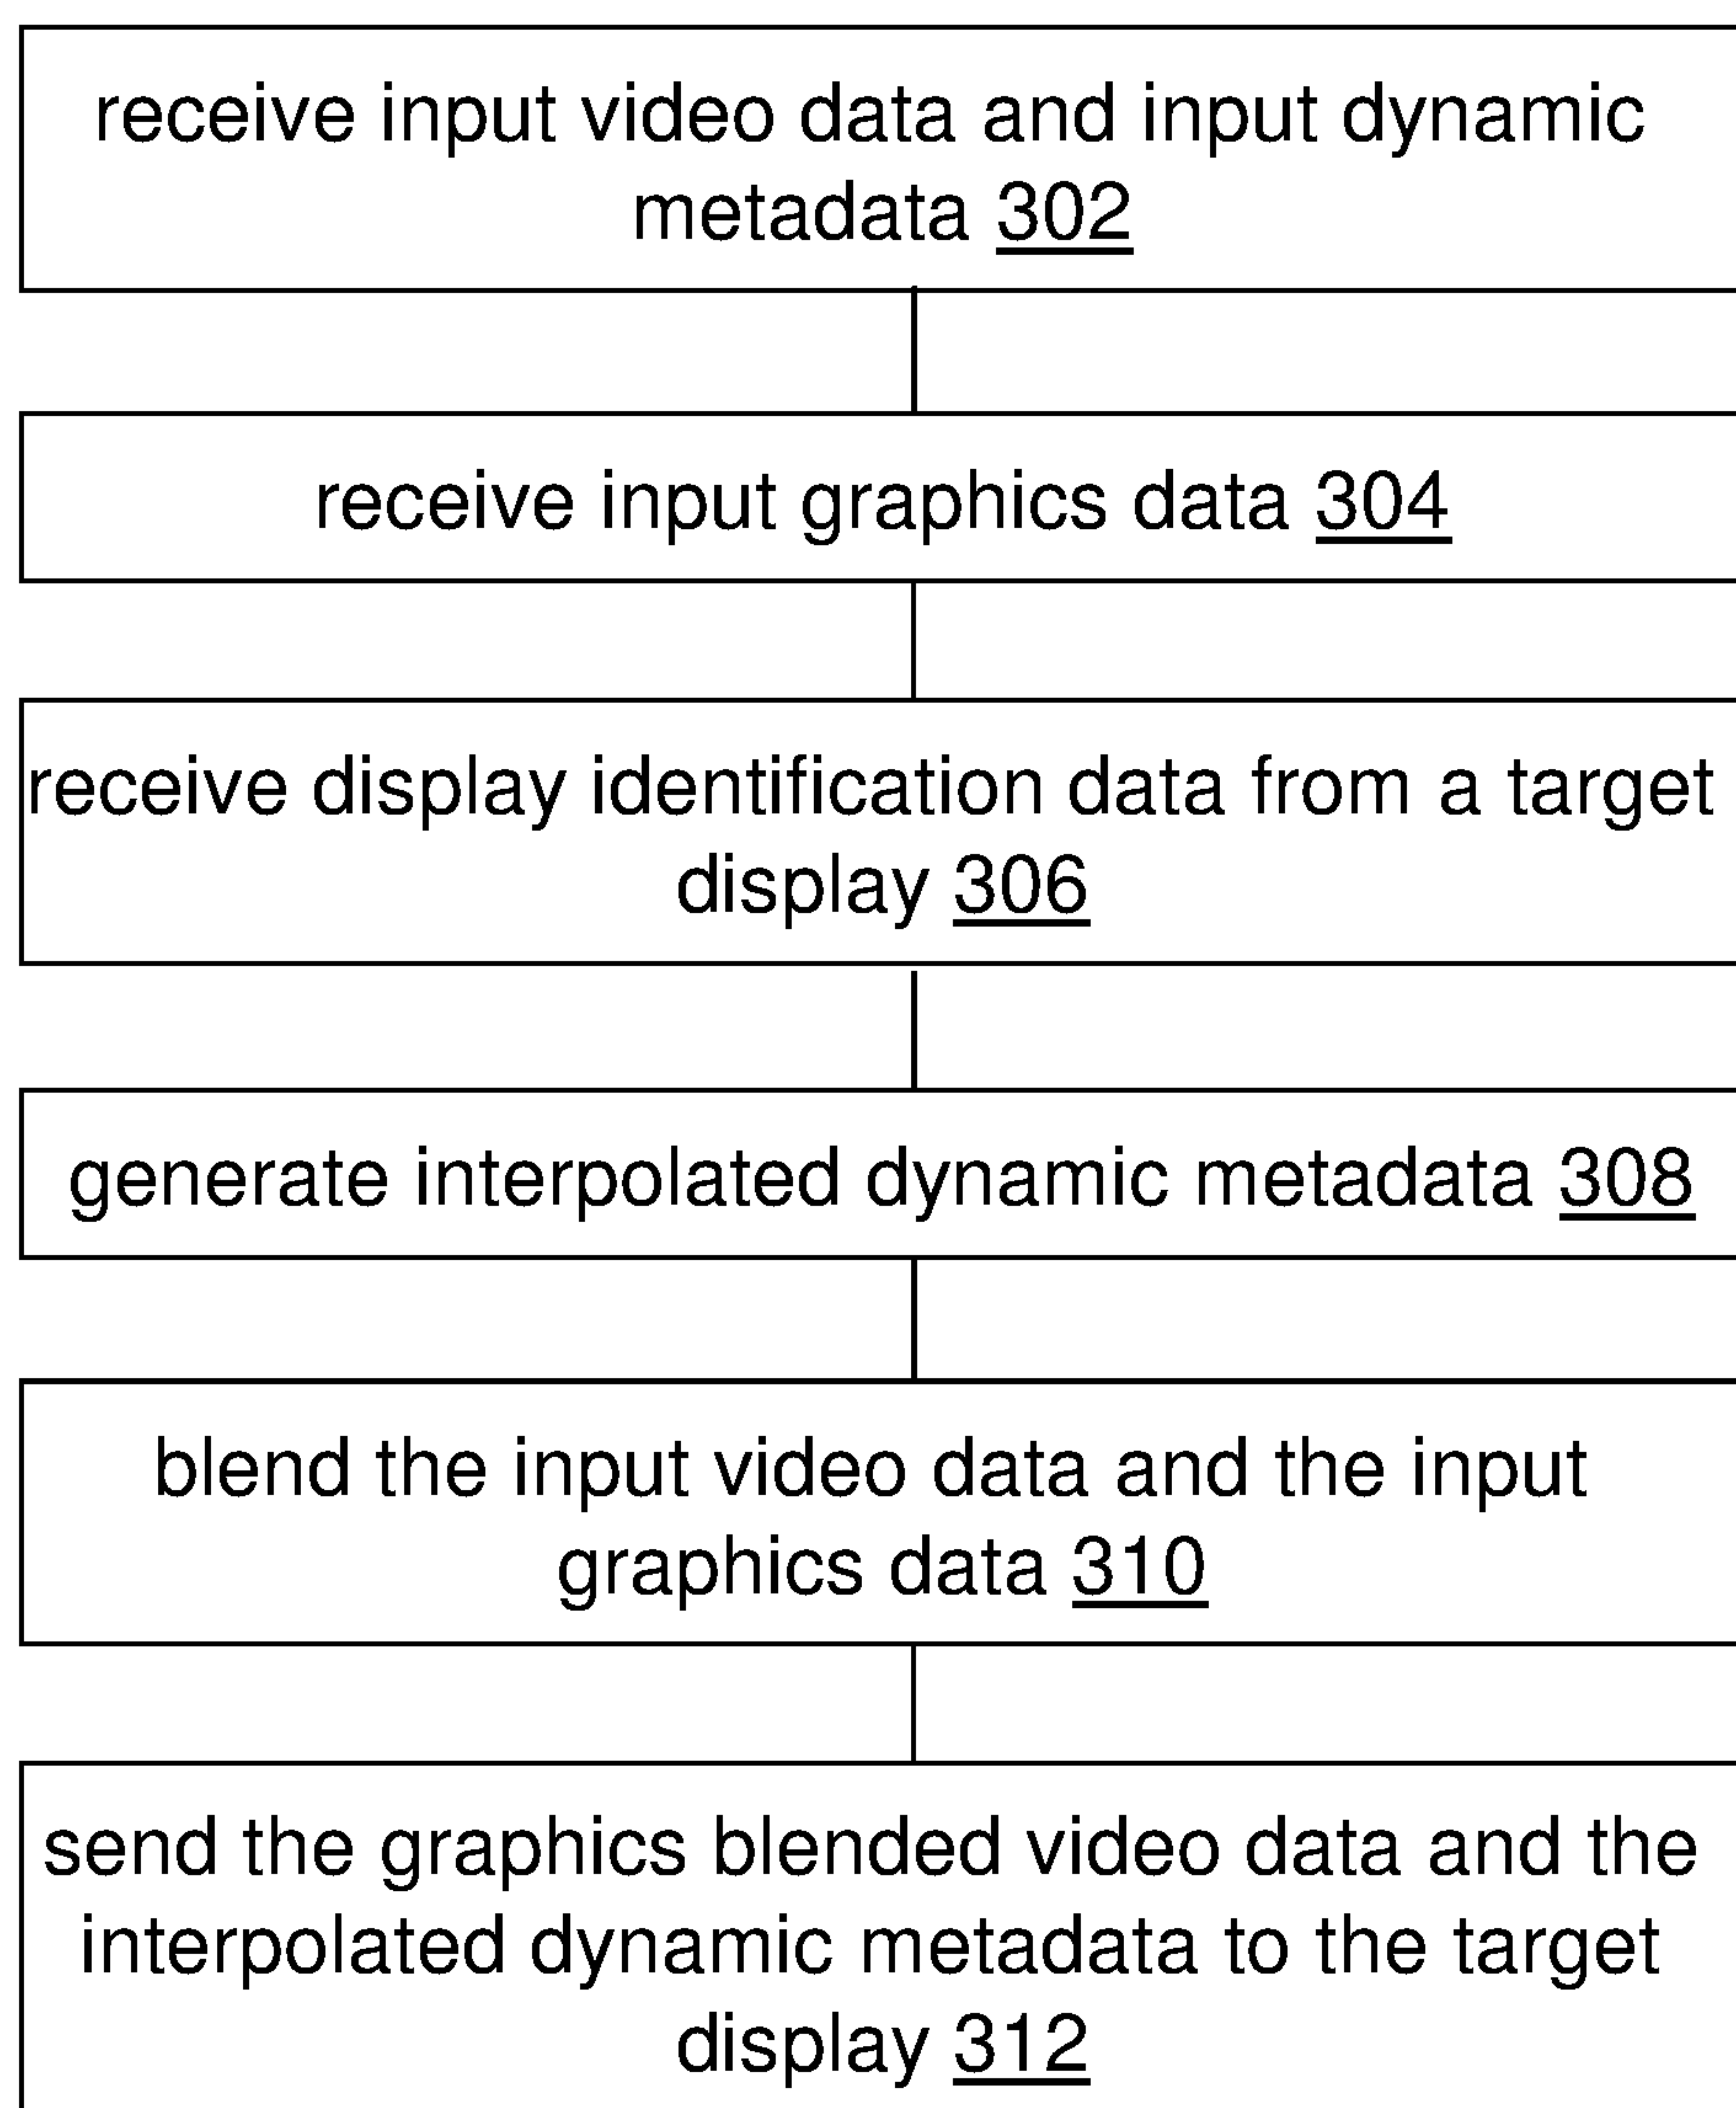 receive input video data and input dynamic
metadata 302
receive input graphics data 304
receive display identification data from a target
display 306
generate interpolated dynamic metadata 308
blend the input video data and the input
graphics data 310
send the graphics blended video data and the
interpolated dynamic metadata to the target
display 312